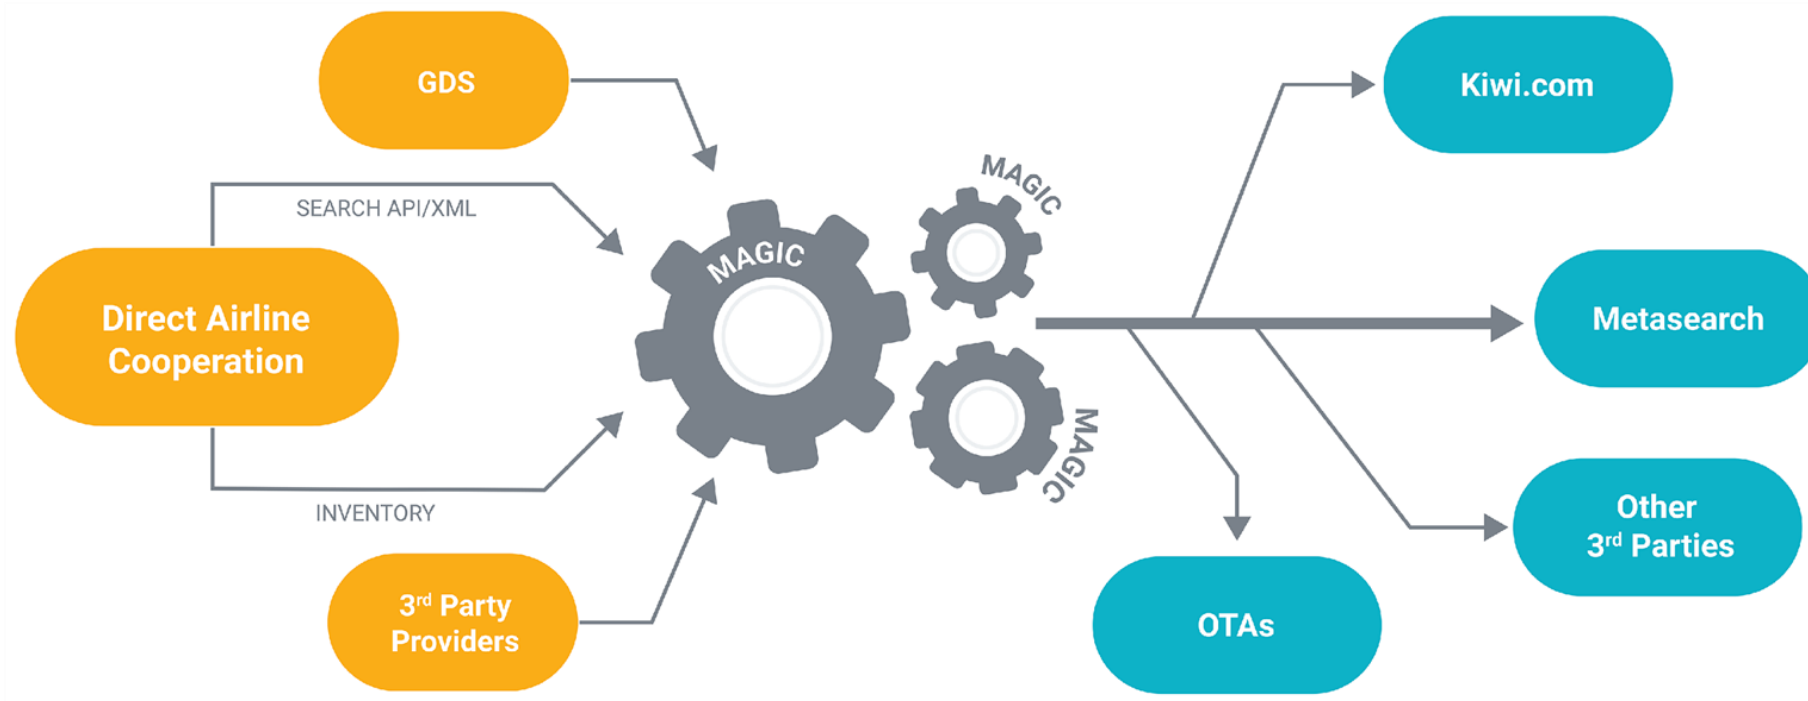 GDS
SEARCH API/XML
Direct Airline
Cooperation
INVENTORY
3rd Party
Providers
MAGIC
MAGIC
MAGIC
Kiwi.com
Metasearch
Other
3rd Parties
OTAs